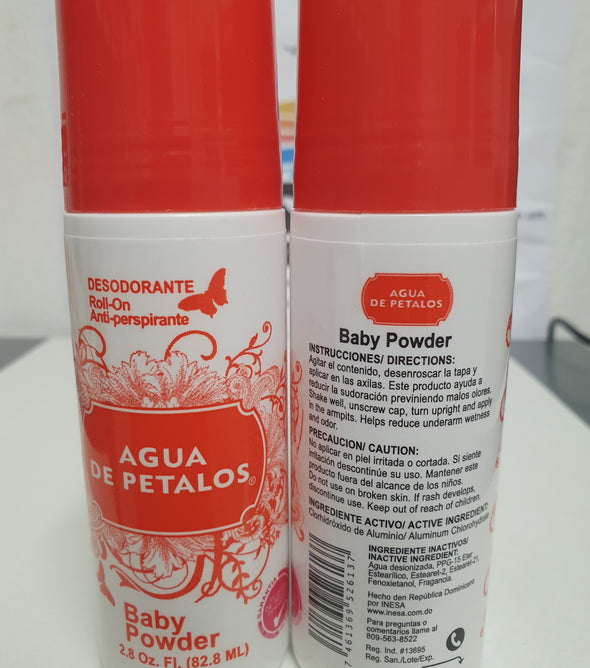 DESODORANTE
Roll-On
Anti-perspirante
AGUA
DE PETALOS®
Baby
Powder
2.8 Oz. Fl. (82.8 ML)
AGUA
DE PETALOS
Baby Powder
INSTRUCCIONES/ DIRECTIONS:
Agitar el contenido, desenroscar la tapa y
aplicar en las axilas. Este producto ayuda a
reducir la sudoración previniendo malos olores.
Shake well, unscrew cap, turn upright and apply
in the armpits. Helps reduce underarm wetness
and odor.
PRECAUCION/ CAUTION:
No aplicar en piel irritada o cortada. Si siente
irritación descontinúe su uso. Mantener este
producto fuera del alcance de los niños.
Do not use on broken skin. If rash develops,
discontinue use. Keep out of reach of children.
INGREDIENTE ACTIVO/ ACTIVE INGREDIENT:
Clorhidróxido de Aluminio/ Aluminum Chlorohydrate
INGREDIENTE INACTIVOS/
INACTIVE INGREDIENT:
Agua desionizada, PPG-15 Eter
Estearílico, Estearet-2, Estearet-21,
Fenoxietanol, Fragancia.
Hecho den República Dominicana
por INESA
www.inesa.com.do
Para preguntas o
comentarios llame al
809-563-8522
Reg. Ind. #13695
Reg. San./Lote/Exp.
7 461369 526137